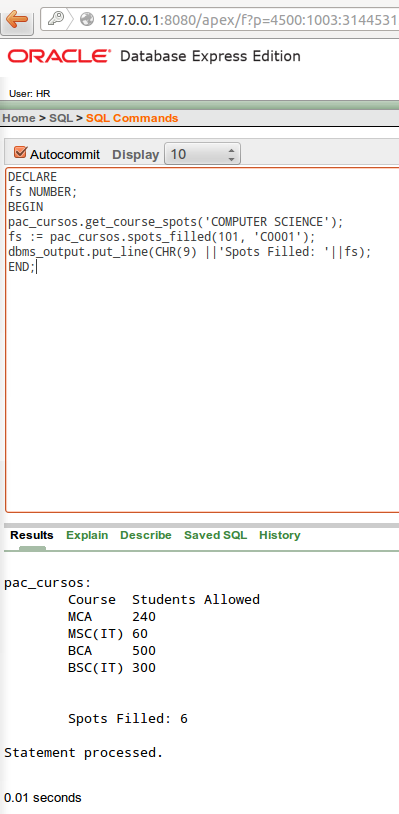 127.0.0.1:8080/apex/f?p=4500:1003:3144531
ORACLE® Database Express Edition
User: HR
Home > SQL > SQL Commands
Autocommit Display 10
DECLARE
fs NUMBER;
BEGIN
pac_cursos.get_course_spots('COMPUTER SCIENCE');
fs := pac_cursos.spots_filled(101, 'C0001');
dbms_output.put_line(CHR(9) ||'Spots Filled: '||fs);
END;
Results Explain Describe Saved SQL History
pac_cursos:
Course Students Allowed
MCA 240
MSC(IT) 60
BCA 500
BSC(IT) 300
Spots Filled: 6
Statement processed.
0.01 seconds